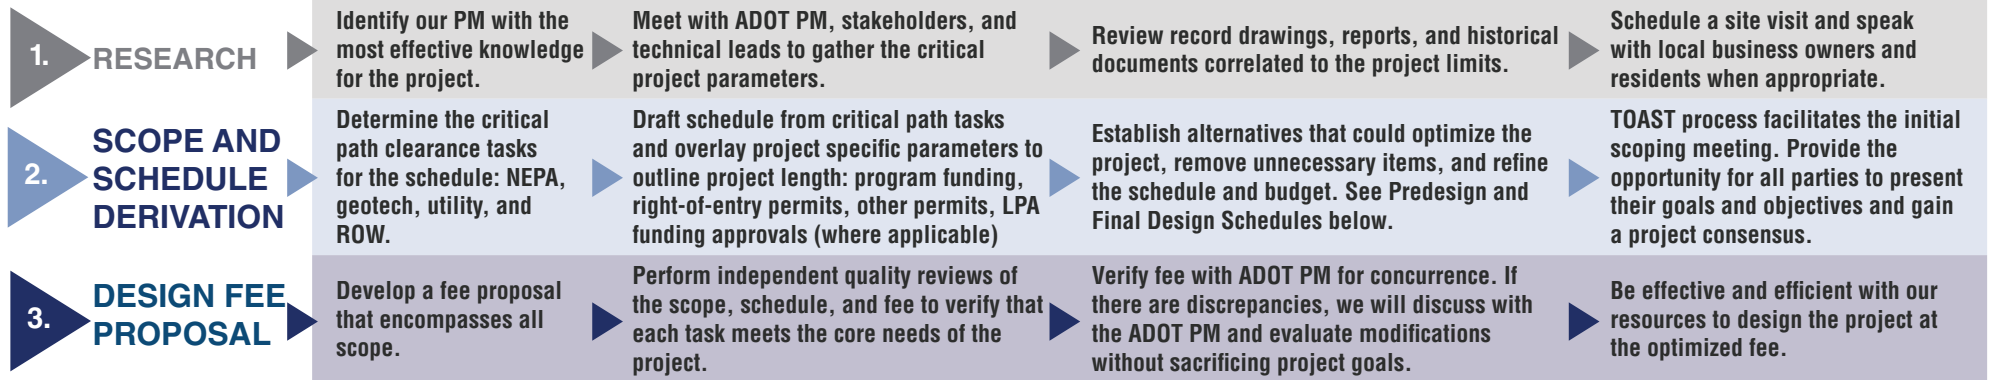 1.
RESEARCH
Identify our PM with the
most effective knowledge
for the project.
Meet with ADOT PM, stakeholders, and
technical leads to gather the critical
project parameters.
Review record drawings, reports, and historical
documents correlated to the project limits.
Schedule a site visit and speak
with local business owners and
residents when appropriate.
2.
SCOPE AND
SCHEDULE
DERIVATION
Determine the critical
path clearance tasks
for the schedule: NEPA,
geotech, utility, and
ROW.
Draft schedule from critical path tasks
and overlay project specific parameters to
outline project length: program funding,
right-of-entry permits, other permits, LPA
funding approvals (where applicable)
Establish alternatives that could optimize the
project, remove unnecessary items, and refine
the schedule and budget. See Predesign and
Final Design Schedules below.
TOAST process facilitates the initial
scoping meeting. Provide the
opportunity for all parties to present
their goals and objectives and gain
a project consensus.
3.
DESIGN FEE
PROPOSAL
Develop a fee proposal
that encompasses all
scope.
Perform independent quality reviews of
the scope, schedule, and fee to verify that
each task meets the core needs of the
project.
Verify fee with ADOT PM for concurrence. If
there are discrepancies, we will discuss with
the ADOT PM and evaluate modifications
without sacrificing project goals.
Be effective and efficient with our
resources to design the project at
the optimized fee.